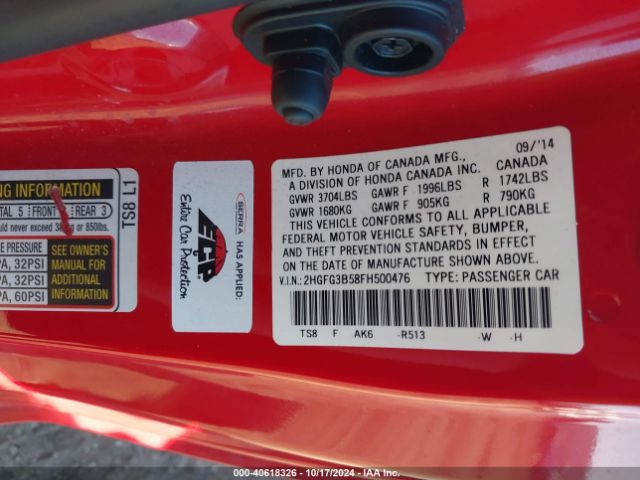 NG INFORMATION
TAL 5 FRONT REAR 3
uld never exceed or 850lbs.
TS8 L1
E PRESSURE
PA, 32PSI
PA, 32PSI
PA, 60PSI
SEE OWNER'S
MANUAL FOR
ADDITIONAL
INFORMATION
SIERRA HAS APPLIED:
ECP
Entire Car Protection
09/'14
MFD. BY HONDA OF CANADA MFG.,
A DIVISION OF HONDA CANADA INC. CANADA
GVWR 3704LBS GAWR F 1996LBS R 1742LBS
GVWR 1680KG GAWR F 905KG R 790KG
THIS VEHICLE CONFORMS TO ALL APPLICABLE
FEDERAL MOTOR VEHICLE SAFETY, BUMPER,
AND THEFT PREVENTION STANDARDS IN EFFECT
ON THE DATE OF MANUFACTURE SHOWN ABOVE.
V.I.N.:2HGFG3B58FH500476 TYPE: PASSENGER CAR
TS8 F AK6 -R513 -W -H
000-40618326 - 10/17/2024 - IAA Inc.